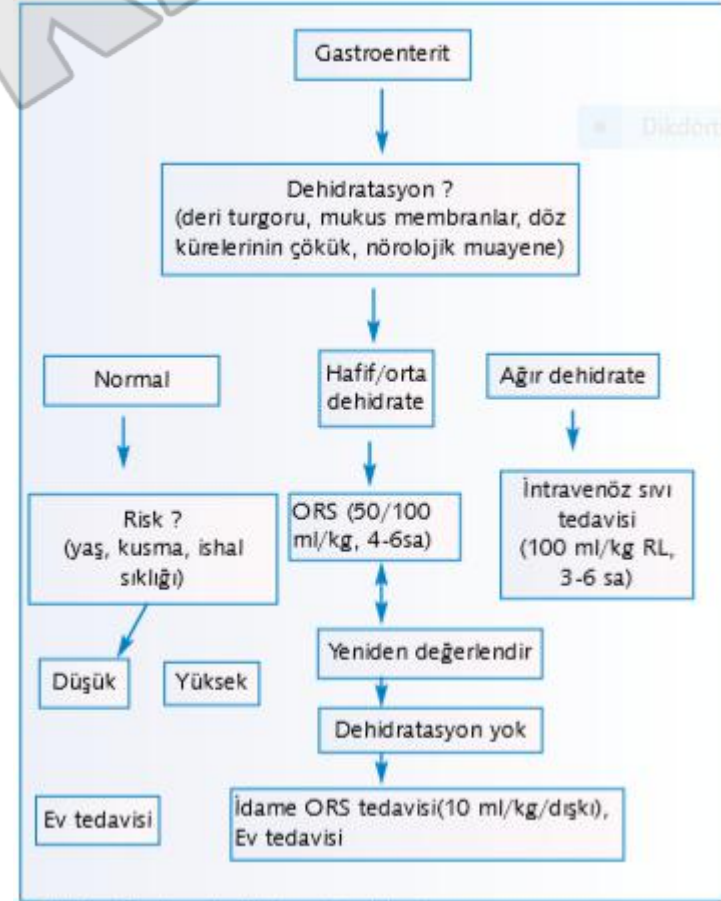 Gastroenterit
Dehidratasyon ?
(deri turgoru, mukus membranlar, döz
kürelerinin çökük, nörolojik muayene)
Normal
Hafif/orta
dehidrate
Ağır dehidrate
Risk ?
(yaş, kusma, ishal
sıklığı)
ORS (50/100
ml/kg, 4-6sa)
İntravenöz sıvı
tedavisi
(100 ml/kg RL,
3-6 sa)
Düşük
Yüksek
Yeniden değerlendir
Dehidratasyon yok
Ev tedavisi
İdame ORS tedavisi(10 ml/kg/dışkı),
Ev tedavisi